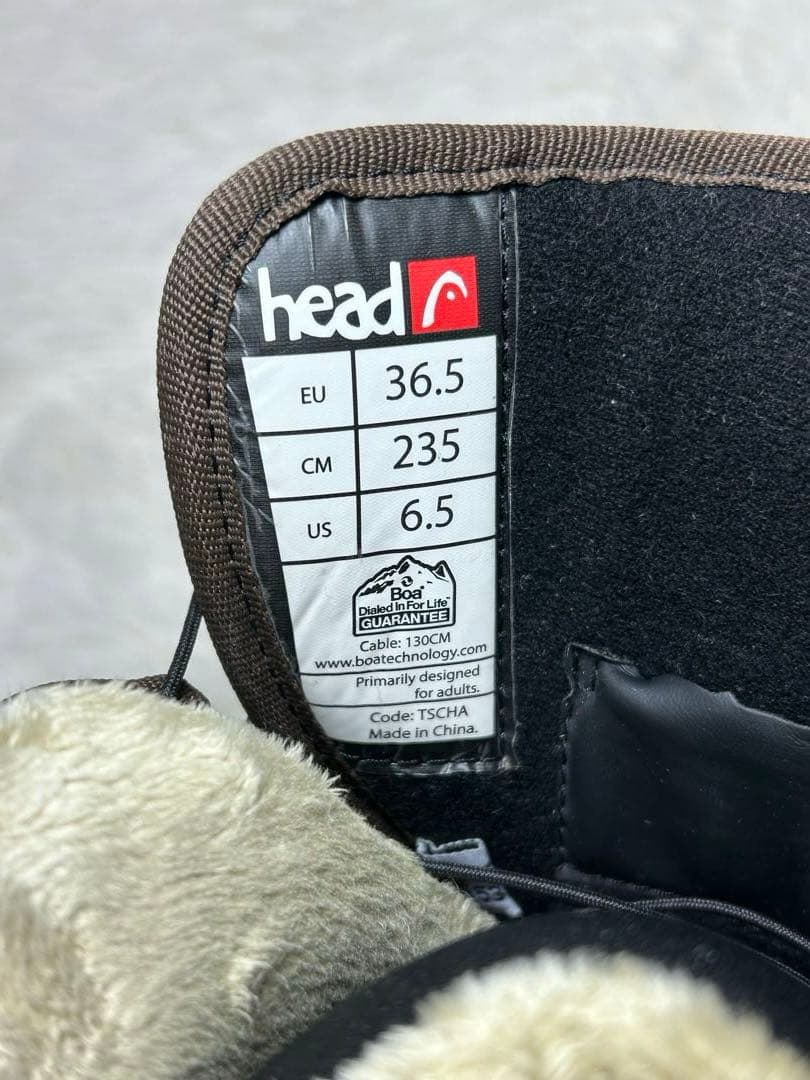 head
EU 36.5
CM 235
US 6.5
Boa®
Dialed In For Life™
GUARANTEE
Cable: 130CM
www.boatechnology.com
Primarily designed
for adults.
Code: TSCHA
Made in China.